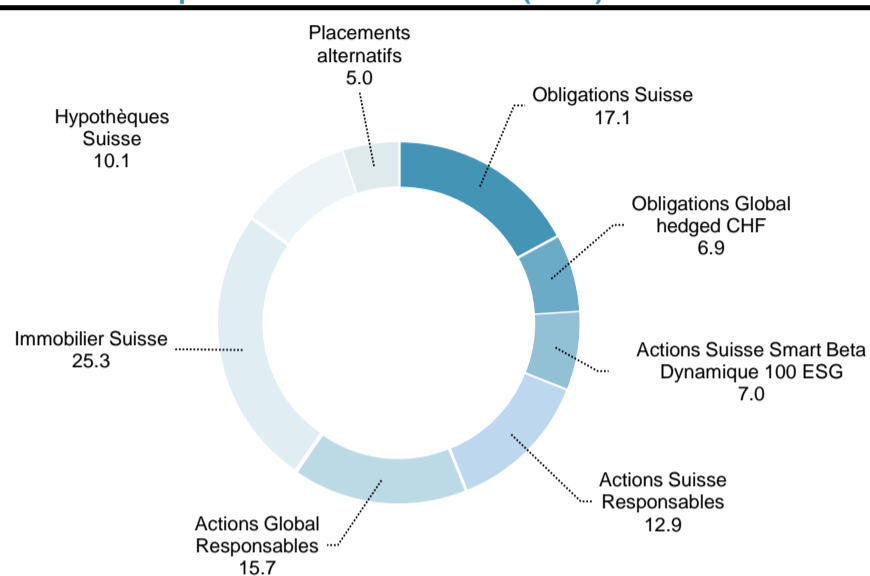 Placements
alternatifs
5.0
Obligations Suisse
17.1
Hypothèques
Suisse
10.1
Obligations Global
hedged CHF
6.9
Immobilier Suisse
25.3
Actions Suisse Smart Beta
Dynamique 100 ESG
7.0
Actions Suisse
Responsables
12.9
Actions Global
Responsables
15.7